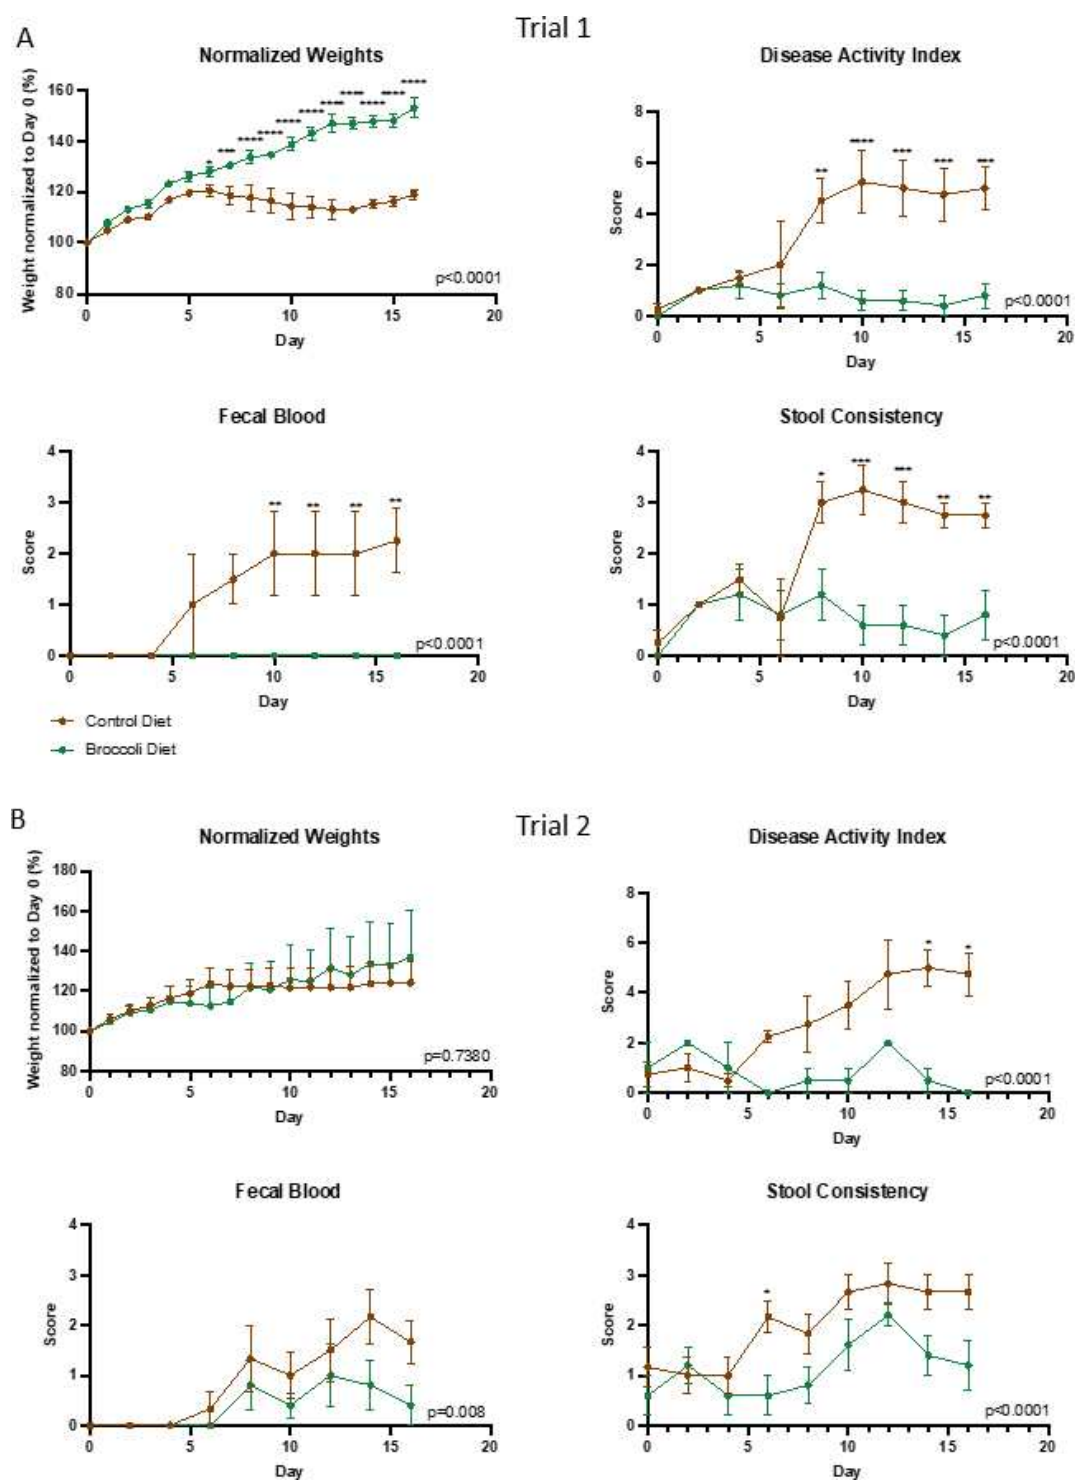 A
Trial 1
Normalized Weights
Weight normalized to Day 0 (%)
160
140
120
100
80
* *** **** **** **** **** **** **** **** **** ****
p<0.0001
0 5 10 15 20
Day
Disease Activity Index
Score
8
6
4
2
0
** **** *** *** ***
p<0.0001
0 5 10 15 20
Day
Fecal Blood
Score
4
3
2
1
0
** ** ** **
p<0.0001
0 5 10 15 20
Day
Stool Consistency
Score
4
3
2
1
0
* *** *** ** **
p<0.0001
0 5 10 15 20
Day
Control Diet
Broccoli Diet
B
Trial 2
Normalized Weights
Weight normalized to Day 0 (%)
180
160
140
120
100
80
p=0.7380
0 5 10 15 20
Day
Disease Activity Index
Score
8
6
4
2
0
* *
p<0.0001
0 5 10 15 20
Day
Fecal Blood
Score
4
3
2
1
0
p=0.008
0 5 10 15 20
Day
Stool Consistency
Score
4
3
2
1
0
*
p<0.0001
0 5 10 15 20
Day